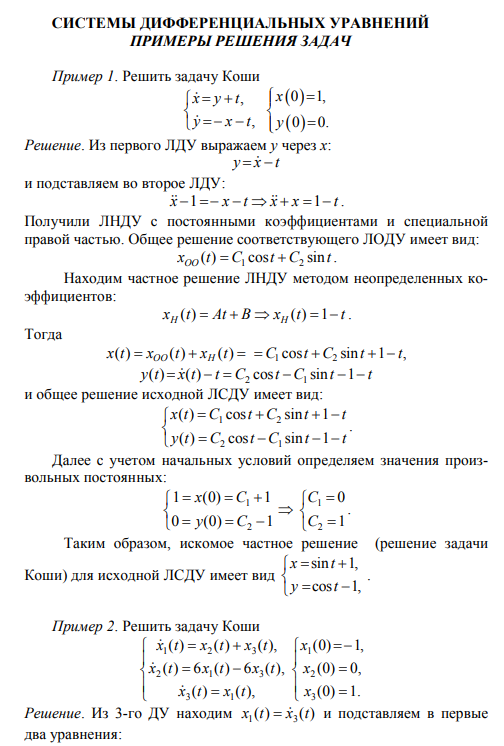 СИСТЕМЫ ДИФФЕРЕНЦИАЛЬНЫХ УРАВНЕНИЙ
ПРИМЕРЫ РЕШЕНИЯ ЗАДАЧ
Пример 1. Решить задачу Коши
{ ẋ = y + t, { x(0) = 1,
{ ẏ = − x − t, { y(0) = 0.
Решение. Из первого ЛДУ выражаем y через x:
y = ẋ − t
и подставляем во второе ЛДУ:
ẍ − 1 = − x − t ⇒ ẍ + x = 1 − t .
Получили ЛНДУ с постоянными коэффициентами и специальной
правой частью. Общее решение соответствующего ЛОДУ имеет вид:
x_OO(t) = C₁ cos t + C₂ sin t .
Находим частное решение ЛНДУ методом неопределенных ко-
эффициентов:
x_H(t) = At + B ⇒ x_H(t) = 1 − t .
Тогда
x(t) = x_OO(t) + x_H(t) = = C₁ cos t + C₂ sin t + 1 − t,
y(t) = ẋ(t) − t = C₂ cos t − C₁ sin t − 1 − t
и общее решение исходной ЛСДУ имеет вид:
{ x(t) = C₁ cos t + C₂ sin t + 1 − t
{ y(t) = C₂ cos t − C₁ sin t − 1 − t .
Далее с учетом начальных условий определяем значения произ-
вольных постоянных:
{ 1 = x(0) = C₁ + 1 ⇒ { C₁ = 0
{ 0 = y(0) = C₂ − 1 { C₂ = 1 .
Таким образом, искомое частное решение (решение задачи
Коши) для исходной ЛСДУ имеет вид { x = sin t + 1,
{ y = cos t − 1, .
Пример 2. Решить задачу Коши
{ ẋ₁(t) = x₂(t) + x₃(t), { x₁(0) = −1,
{ ẋ₂(t) = 6x₁(t) − 6x₃(t), { x₂(0) = 0,
{ ẋ₃(t) = x₁(t), { x₃(0) = 1.
Решение. Из 3-го ДУ находим x₁(t) = ẋ₃(t) и подставляем в первые
два уравнения: